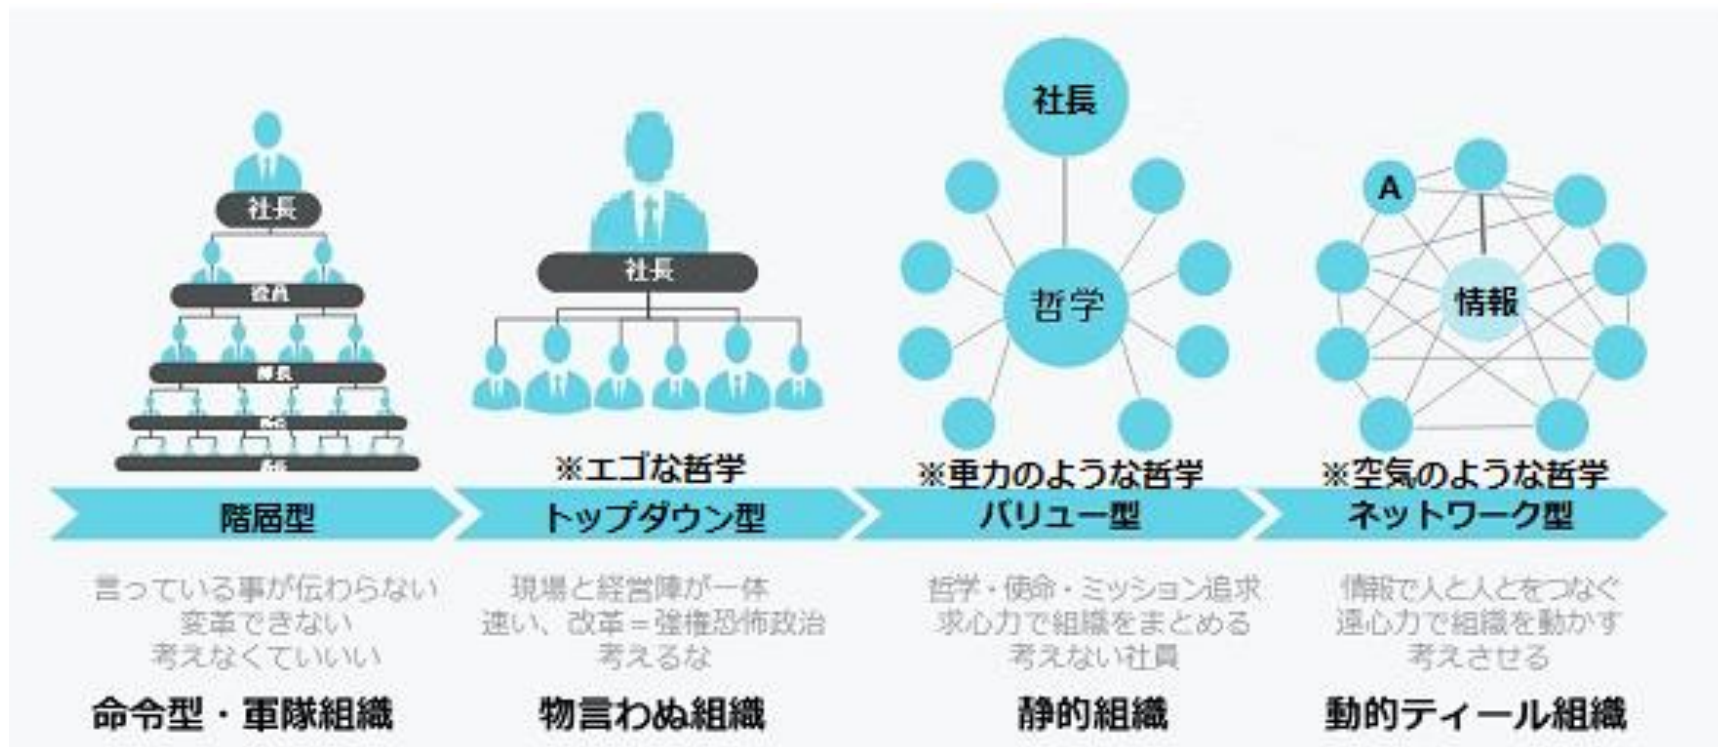 社長
役員
部長
社長
社長
哲学
A
情報
※エゴな哲学
※重力のような哲学
※空気のような哲学
階層型
トップダウン型
バリュー型
ネットワーク型
言っている事が伝わらない
変革できない
考えなくていいい
現場と経営陣が一体
速い、改革＝強権恐怖政治
考えるな
哲学・使命・ミッション追求
求心力で組織をまとめる
考えない社員
情報で人と人とをつなぐ
遠心力で組織を動かす
考えさせる
命令型・軍隊組織
物言わぬ組織
静的組織
動的ティール組織